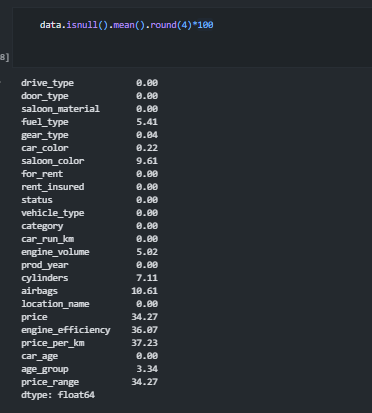 data.isnull().mean().round(4)*100
8]
drive_type 0.00
door_type 0.00
saloon_material 0.00
fuel_type 5.41
gear_type 0.04
car_color 0.22
saloon_color 9.61
for_rent 0.00
rent_insured 0.00
status 0.00
vehicle_type 0.00
category 0.00
car_run_km 0.00
engine_volume 5.02
prod_year 0.00
cylinders 7.11
airbags 10.61
location_name 0.00
price 34.27
engine_efficiency 36.07
price_per_km 37.23
car_age 0.00
age_group 3.34
price_range 34.27
dtype: float64